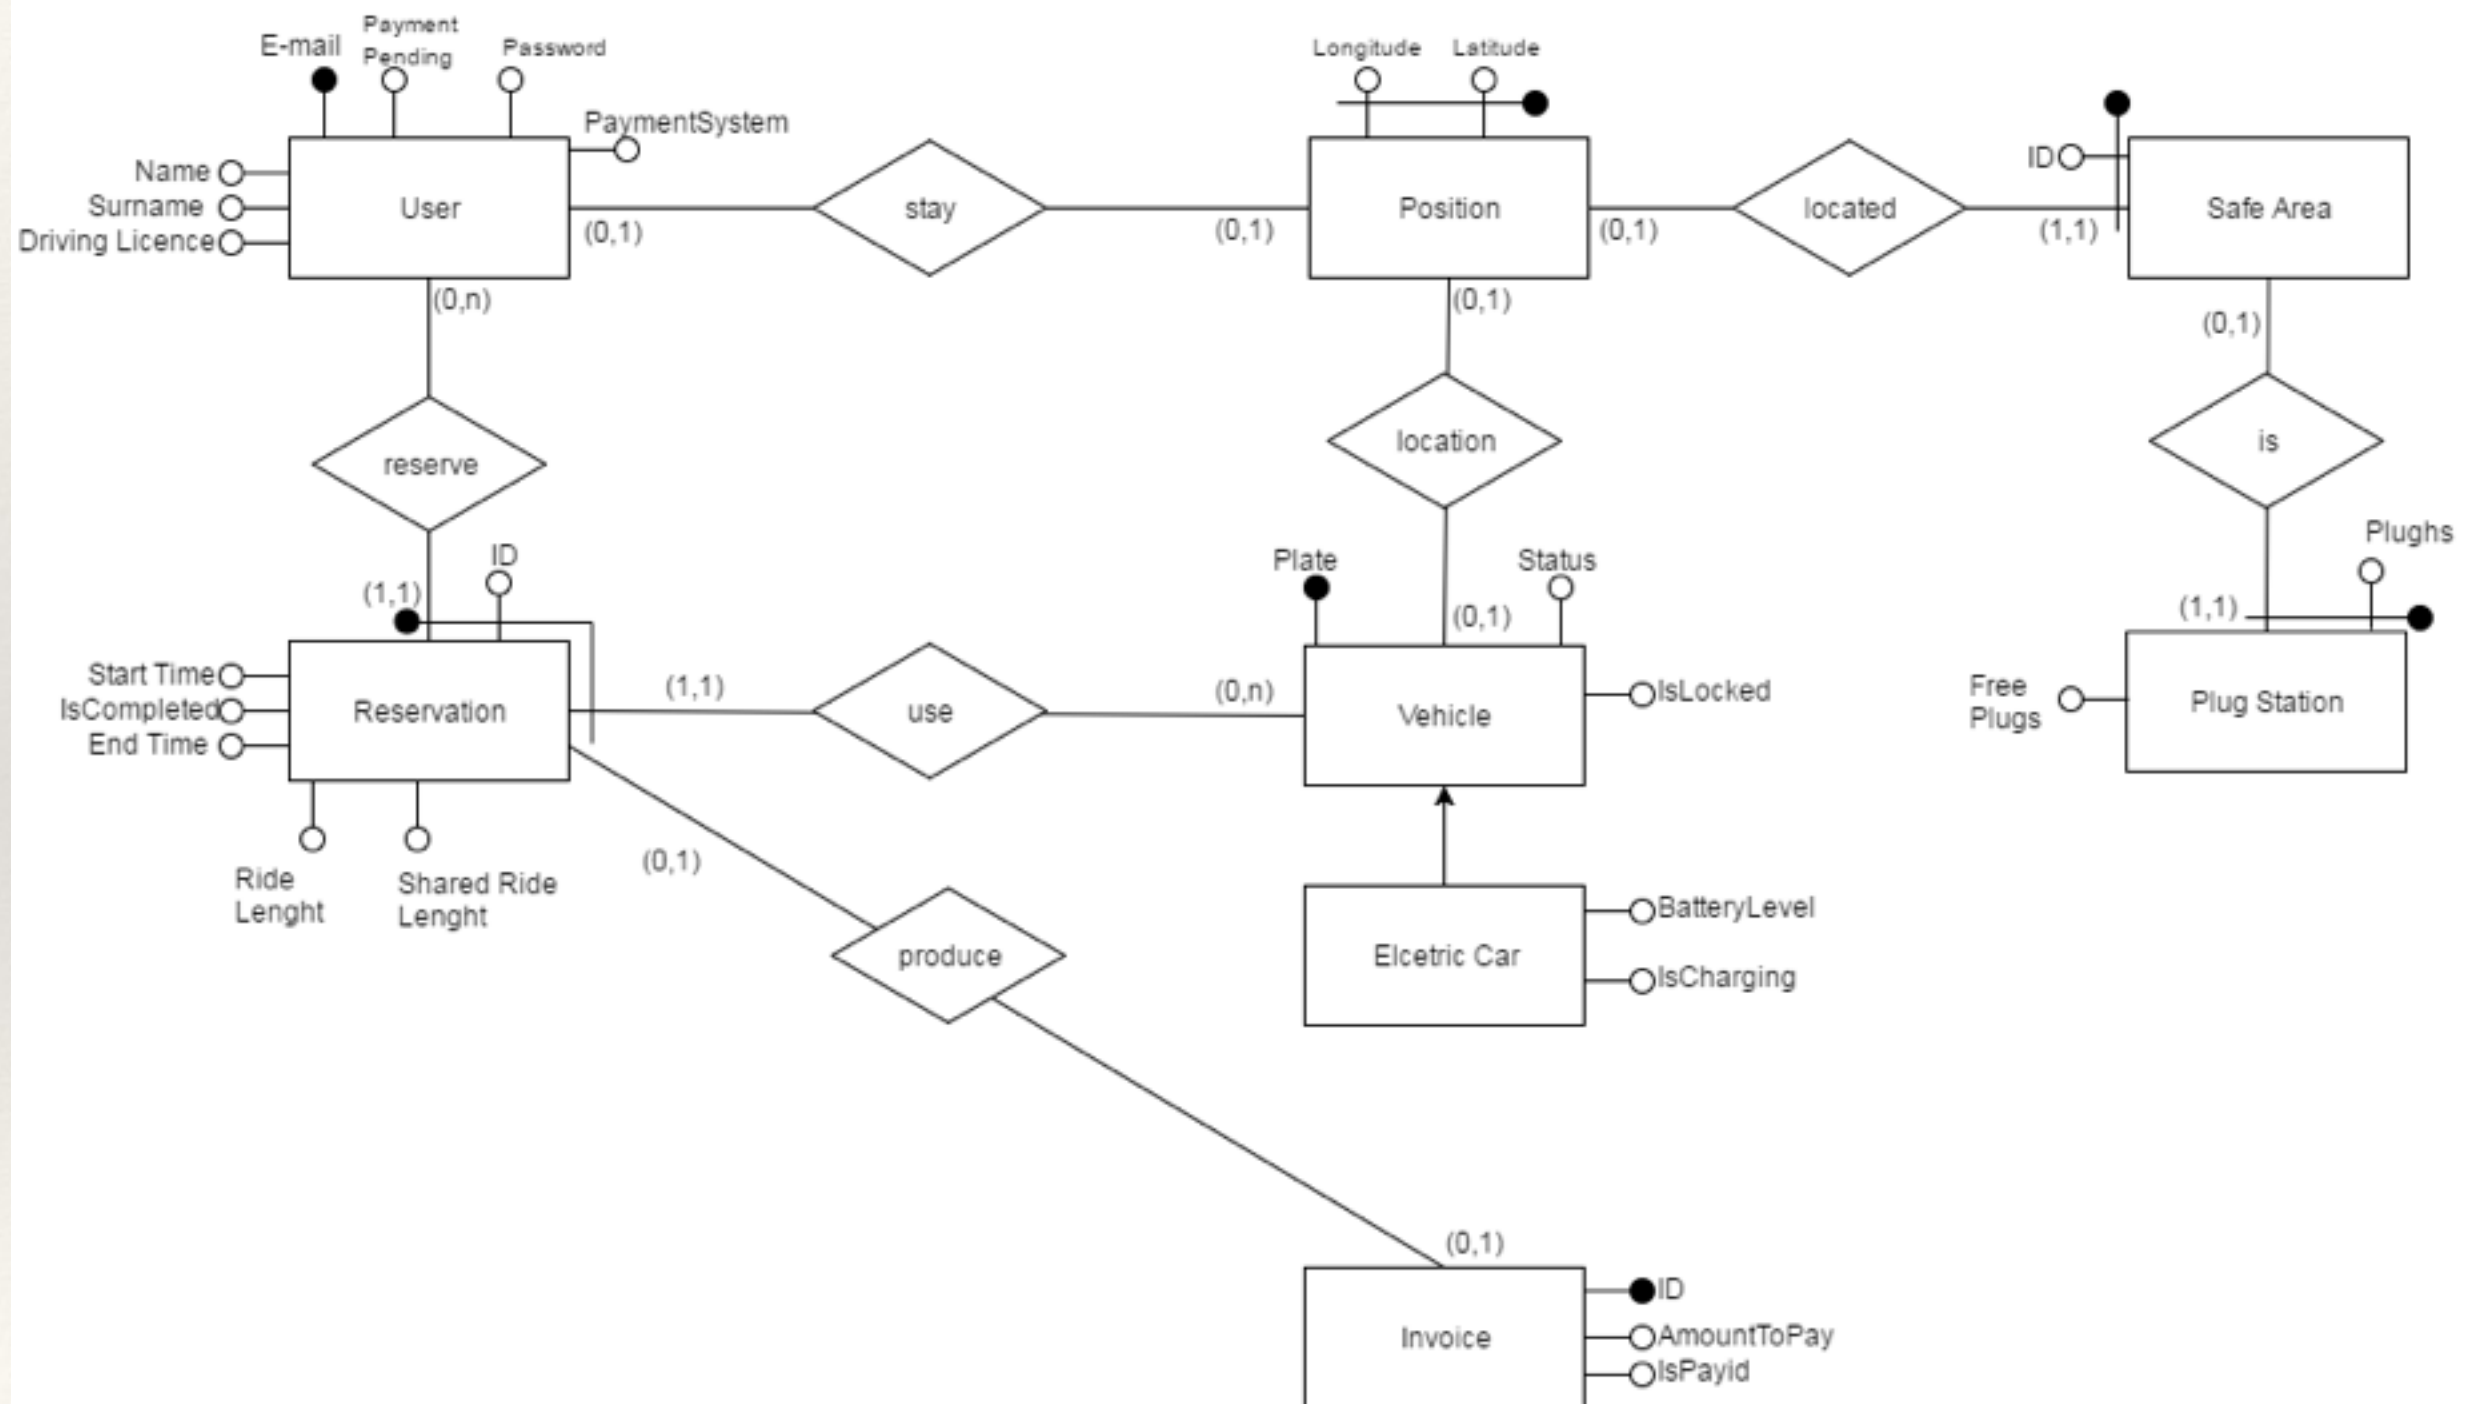 E-mail
Payment
Pending
Password
Longitude
Latitude
PaymentSystem
Name
Surname
Driving Licence
User
(0,1)
stay
(0,1)
Position
(0,1)
located
(1,1)
ID
Safe Area
(0,n)
(0,1)
(0,1)
reserve
location
is
(1,1)
ID
Plate
Status
(0,1)
(1,1)
Plughs
Start Time
IsCompleted
End Time
Reservation
(1,1)
use
(0,n)
Vehicle
IsLocked
Free
Plugs
Plug Station
Ride
Lenght
Shared Ride
Lenght
(0,1)
produce
Elcetric Car
BatteryLevel
IsCharging
(0,1)
Invoice
ID
AmountToPay
IsPayid